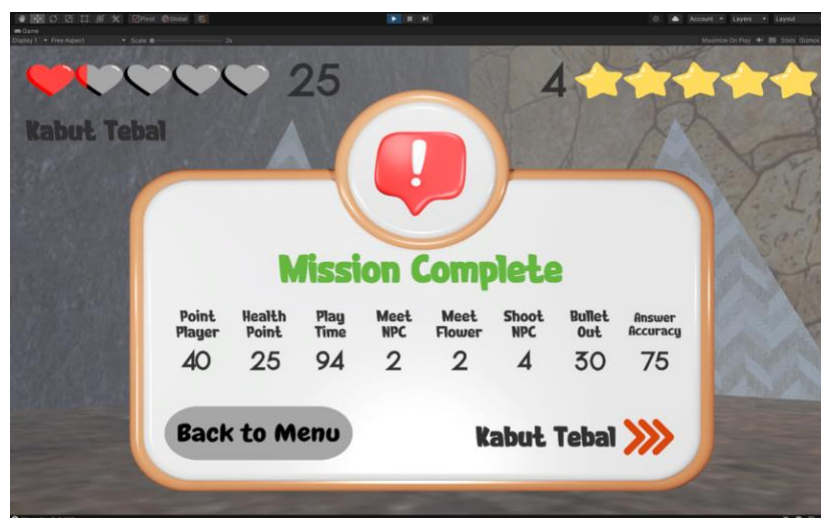 Pivot Global
Account Layers Layout
Game
Display 1 Free Aspect Scale 2x Maximize On Play Stats Gizmos
25 4
Kabut Tebal
Mission Complete
Point Player Health Point Play Time Meet NPC Meet Flower Shoot NPC Bullet Out Answer Accuracy
40 25 94 2 2 4 30 75
Back to Menu Kabut Tebal